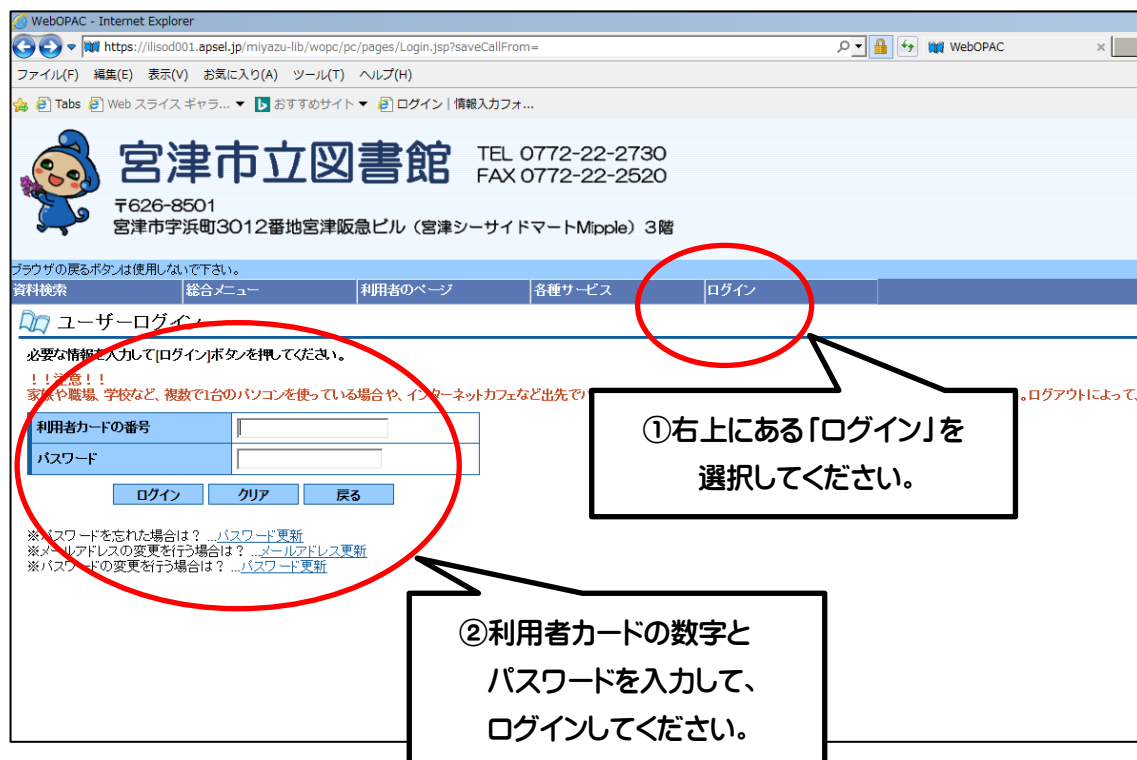 WebOPAC - Internet Explorer
https://ilisod001.apsel.jp/miyazu-lib/wopc/pc/pages/Login.jsp?saveCallFrom=
WebOPAC
ファイル(F) 編集(E) 表示(V) お気に入り(A) ツール(T) ヘルプ(H)
Tabs Web スライス ギャラ... おすすめサイト ログイン | 情報入力フォ...
宮津市立図書館 TEL 0772-22-2730
FAX 0772-22-2520
〒626-8501
宮津市字浜町3012番地宮津阪急ビル（宮津シーサイドマートMipple）3階
ブラウザの戻るボタンは使用しないで下さい。
資料検索 総合メニュー 利用者のページ 各種サービス ログイン
ユーザーログイン
必要な情報を入力して[ログイン]ボタンを押してください。
！！注意！！
家族や職場、学校など、複数で1台のパソコンを使っている場合や、インターネットカフェなど出先で 。ログアウトによって、
利用者カードの番号
パスワード
ログイン クリア 戻る
※パスワードを忘れた場合は？ ...パスワード更新
※メールアドレスの変更を行う場合は？ ...メールアドレス更新
※パスワードの変更を行う場合は？ ...パスワード更新
①右上にある「ログイン」を
選択してください。
②利用者カードの数字と
パスワードを入力して、
ログインしてください。